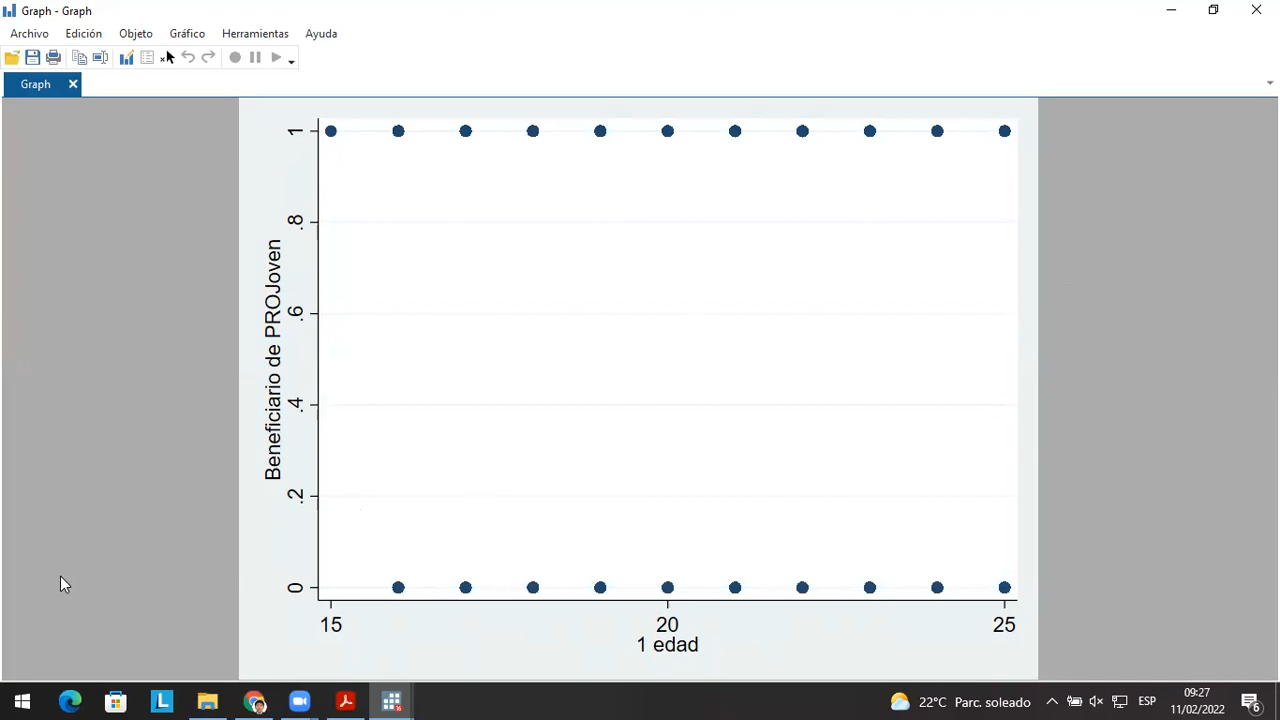 Graph - Graph
Archivo Edición Objeto Gráfico Herramientas Ayuda
Graph
1
.8
.6
.4
.2
0
Beneficiario de PROJoven
15 20 25
1 edad
L
22°C Parc. soleado ESP 09:27
11/02/2022
6